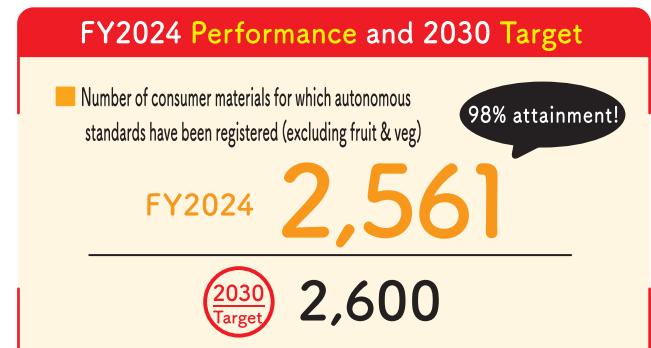 FY2024 Performance and 2030 Target
Number of consumer materials for which autonomous
standards have been registered (excluding fruit & veg)
98% attainment!
FY2024 2,561
2030
Target
2,600